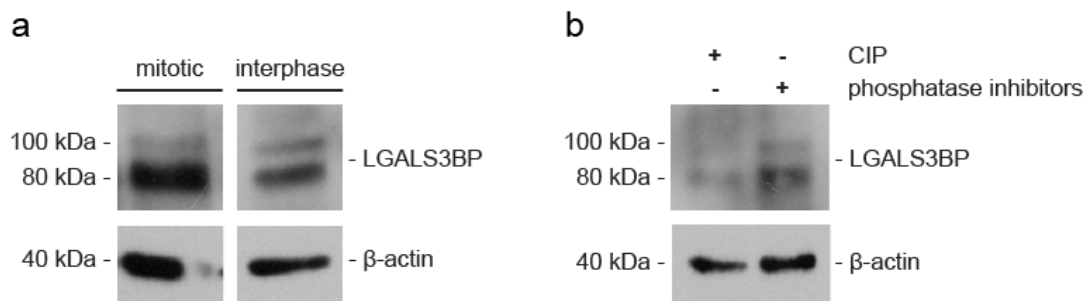 a
mitotic interphase
100 kDa -
- LGALS3BP
80 kDa -
40 kDa - - β-actin
b
+ - CIP
- + phosphatase inhibitors
100 kDa -
- LGALS3BP
80 kDa -
40 kDa - - β-actin